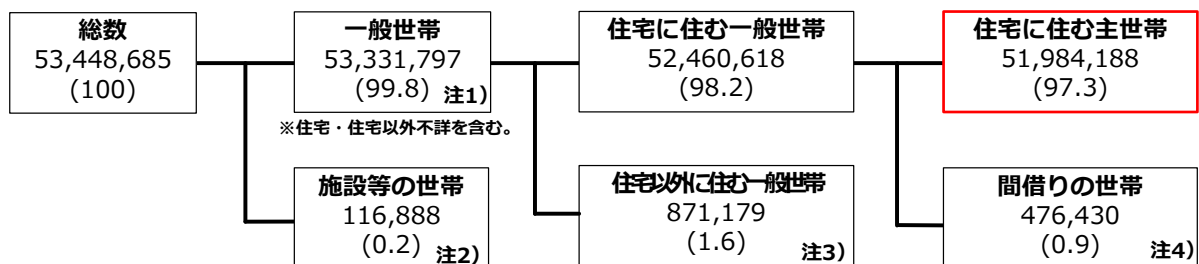 総数
53,448,685
(100)
一般世帯
53,331,797
(99.8) 注1)
※住宅・住宅以外不詳を含む。
住宅に住む一般世帯
52,460,618
(98.2)
住宅に住む主世帯
51,984,188
(97.3)
施設等の世帯
116,888
(0.2) 注2)
住宅以外に住む一般世帯
871,179
(1.6) 注3)
間借りの世帯
476,430
(0.9) 注4)